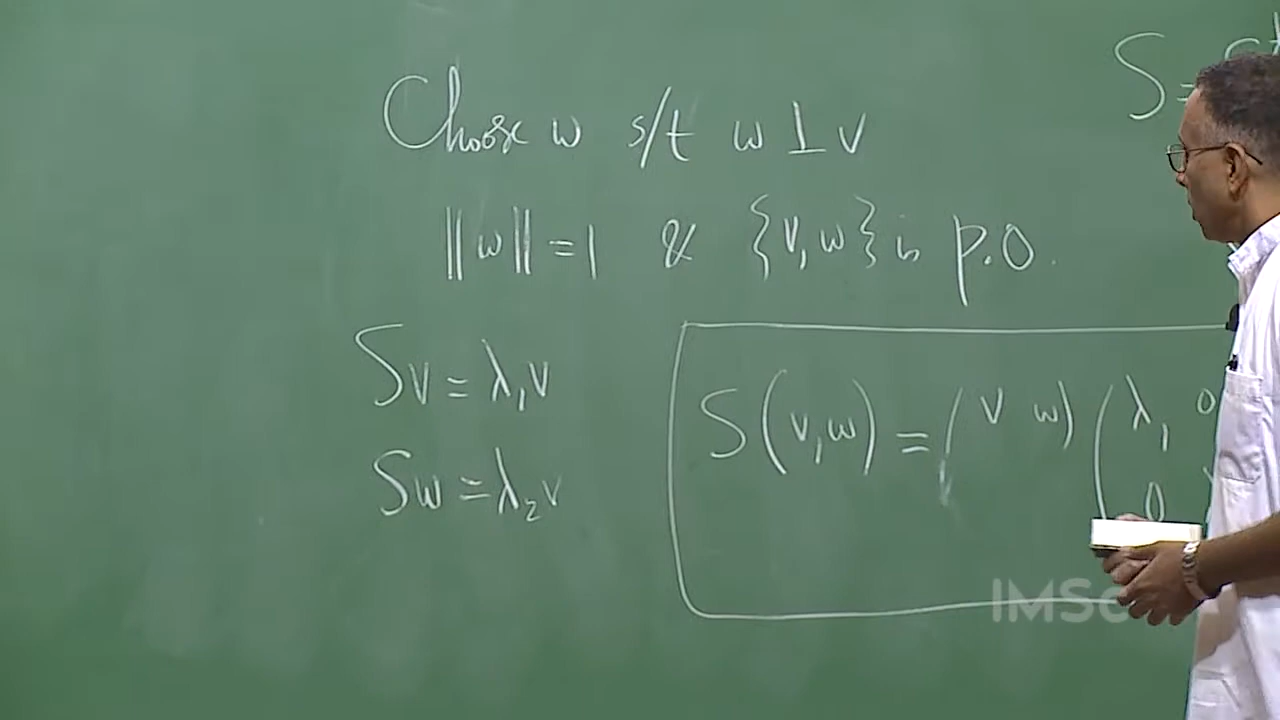 Choose w s/t w ⊥ v
S =
‖w‖ = 1 & {v, w} is p.o.
Sv = λ₁v
Sw = λ₂v
S(v, w) = (v w) (λ₁ 0
0
IMSc